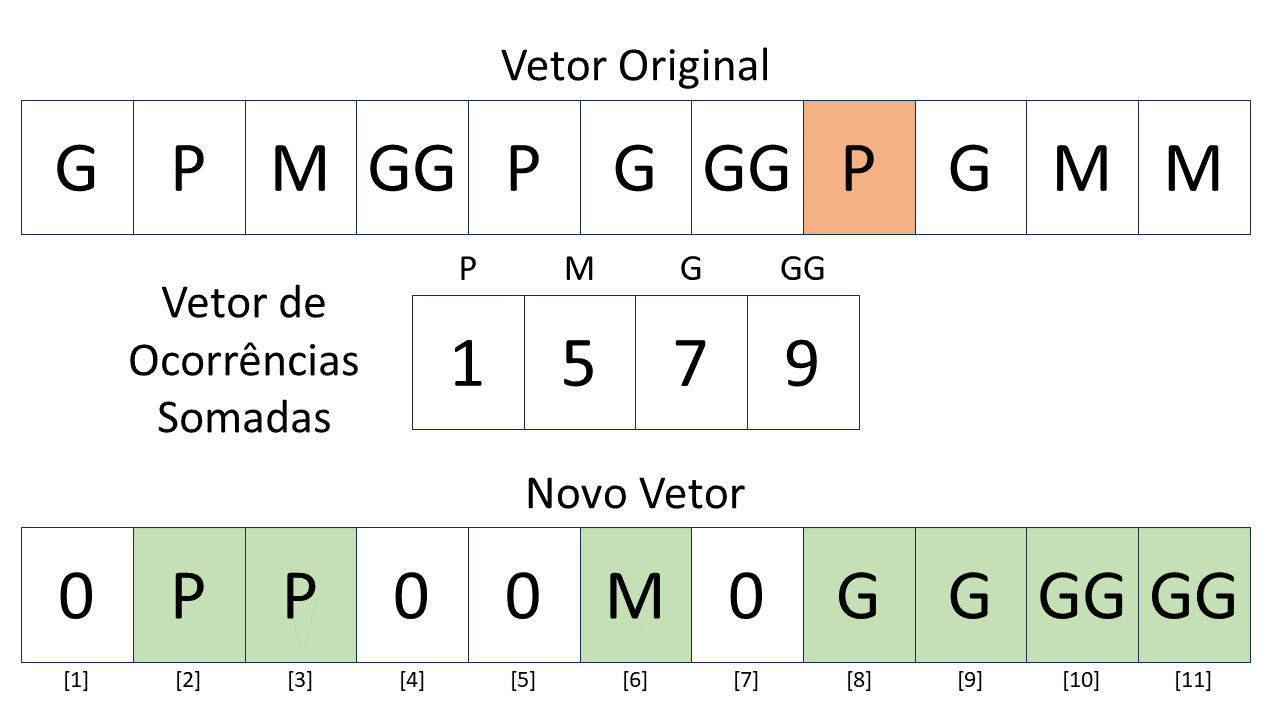 Vetor Original
G P M GG P G GG P G M M
P M G GG
Vetor de
Ocorrências
Somadas
1 5 7 9
Novo Vetor
0 P P 0 0 M 0 G G GG GG
[1] [2] [3] [4] [5] [6] [7] [8] [9] [10] [11]